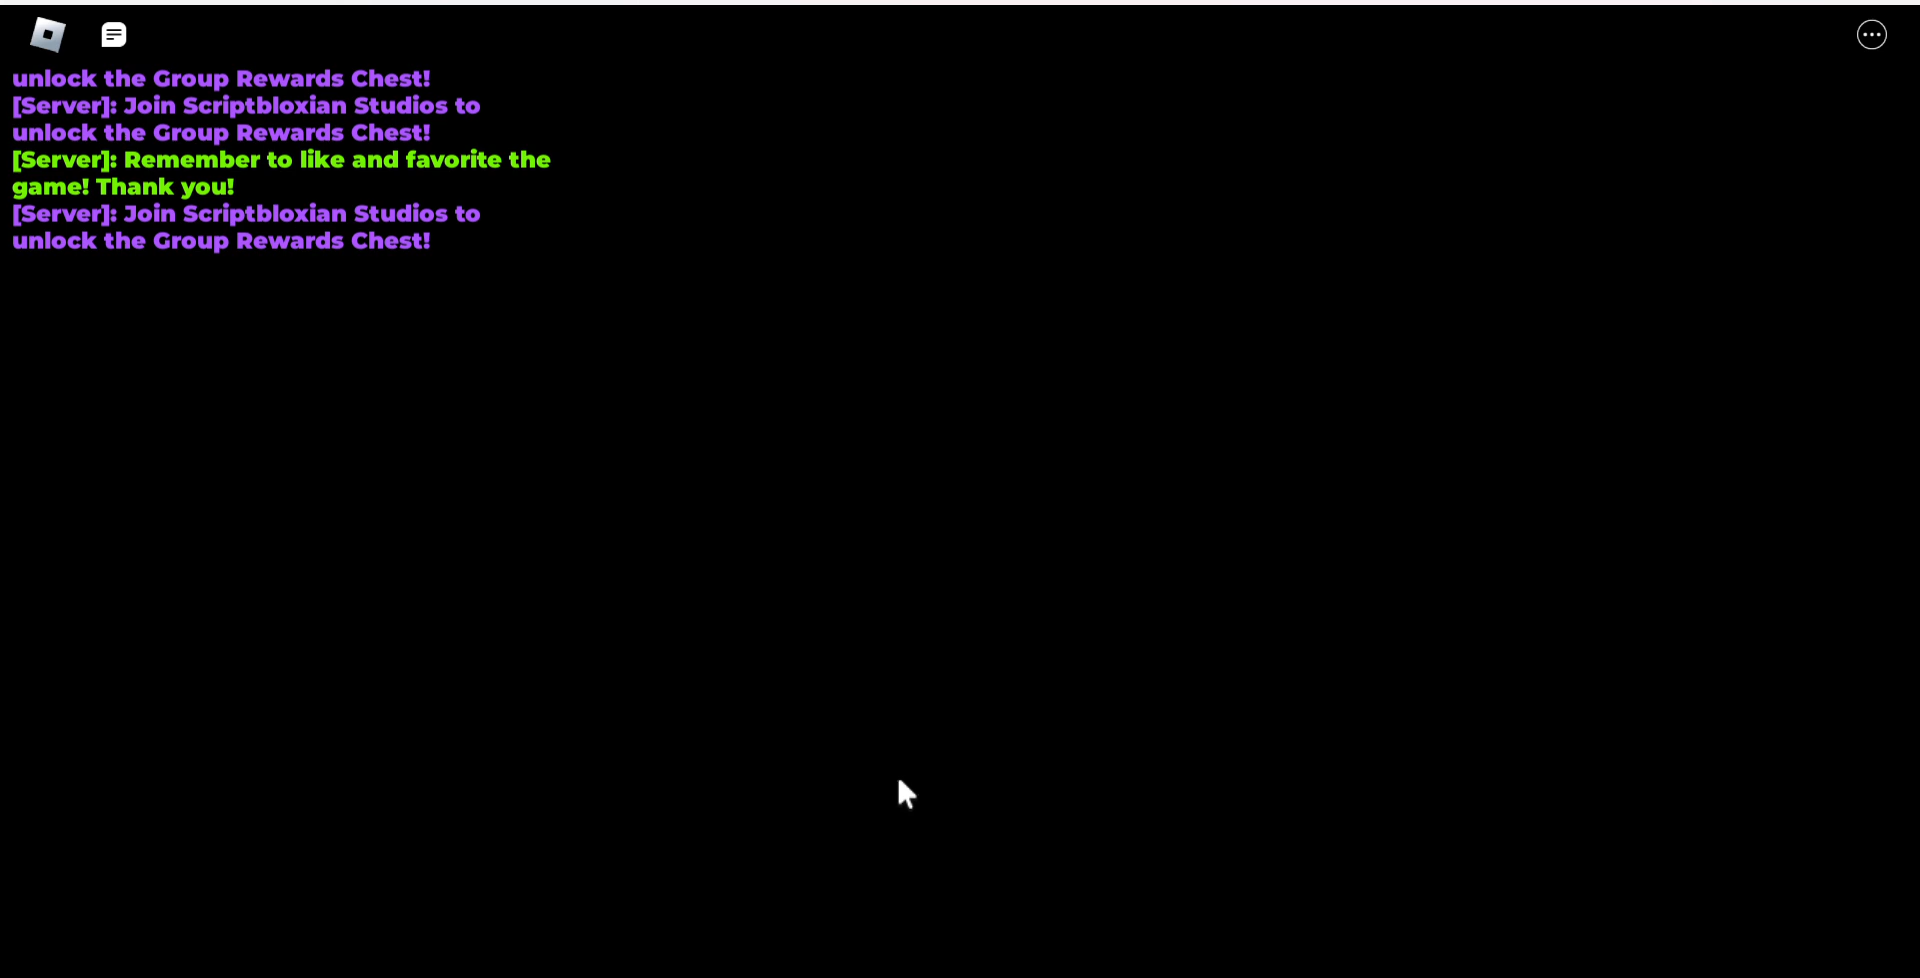 unlock the Group Rewards Chest!
[Server]: Join Scriptbloxian Studios to
unlock the Group Rewards Chest!
[Server]: Remember to like and favorite the
game! Thank you!
[Server]: Join Scriptbloxian Studios to
unlock the Group Rewards Chest!